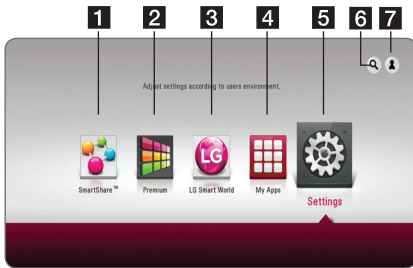 1 2 3 4 5 6 7
Adjust settings according to users environment.
LG
SmartShare™ Premium LG Smart World My Apps
Settings